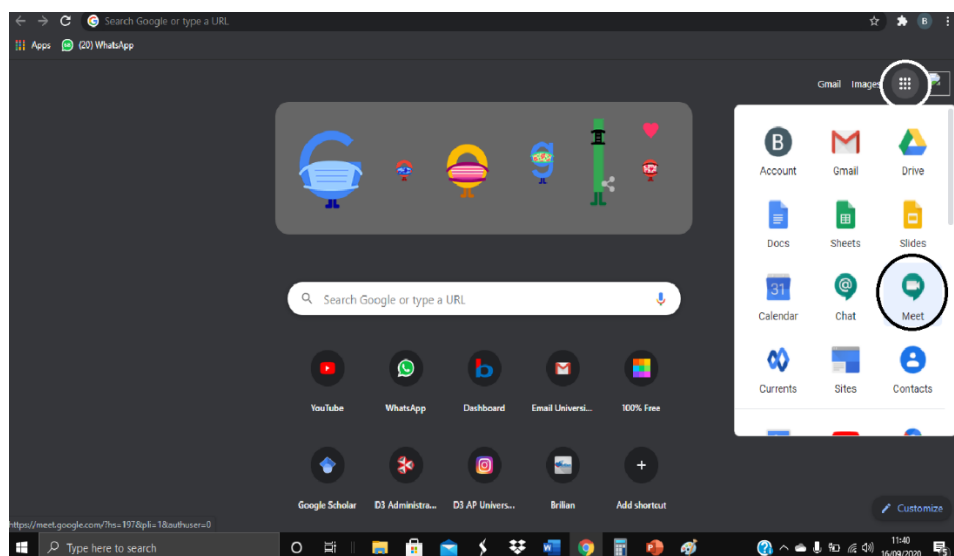 Search Google or type a URL
B
Apps
(20) WhatsApp
Gmail
Images
B
Account
Gmail
Drive
Docs
Sheets
Slides
31
Calendar
@
Chat
Meet
Currents
Sites
Contacts
Search Google or type a URL
YouTube
WhatsApp
Dashboard
Email Universi...
100% Free
Google Scholar
D3 Administra...
D3 AP Univers...
Brilian
Add shortcut
Customize
https://meet.google.com/?hs=197&pli=1&authuser=0
Type here to search
11:40
16/09/2020